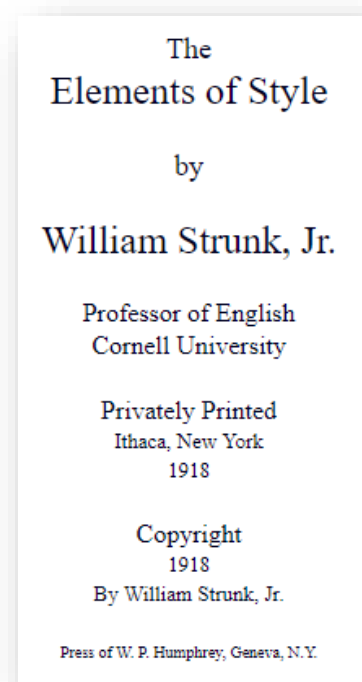 The
Elements of Style
by
William Strunk, Jr.
Professor of English
Cornell University
Privately Printed
Ithaca, New York
1918
Copyright
1918
By William Strunk, Jr.
Press of W. P. Humphrey, Geneva, N.Y.